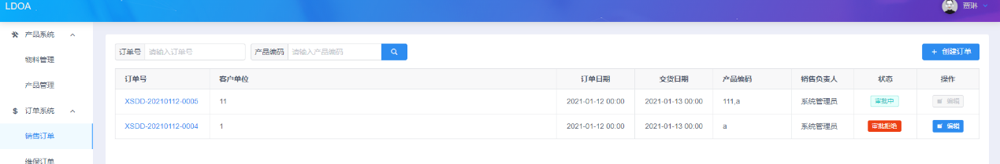 LDOA
贾琳
产品系统
物料管理
产品管理
订单系统
销售订单
维保订单
订单号 请输入订单号 产品编码 请输入产品编码
+ 创建订单
订单号 客户单位 订单日期 交货日期 产品编码 销售负责人 状态 操作
XSDD-20210112-0005 11 2021-01-12 00:00 2021-01-13 00:00 111,a 系统管理员 审批中 编辑
XSDD-20210112-0004 1 2021-01-12 00:00 2021-01-13 00:00 a 系统管理员 审批拒绝 编辑